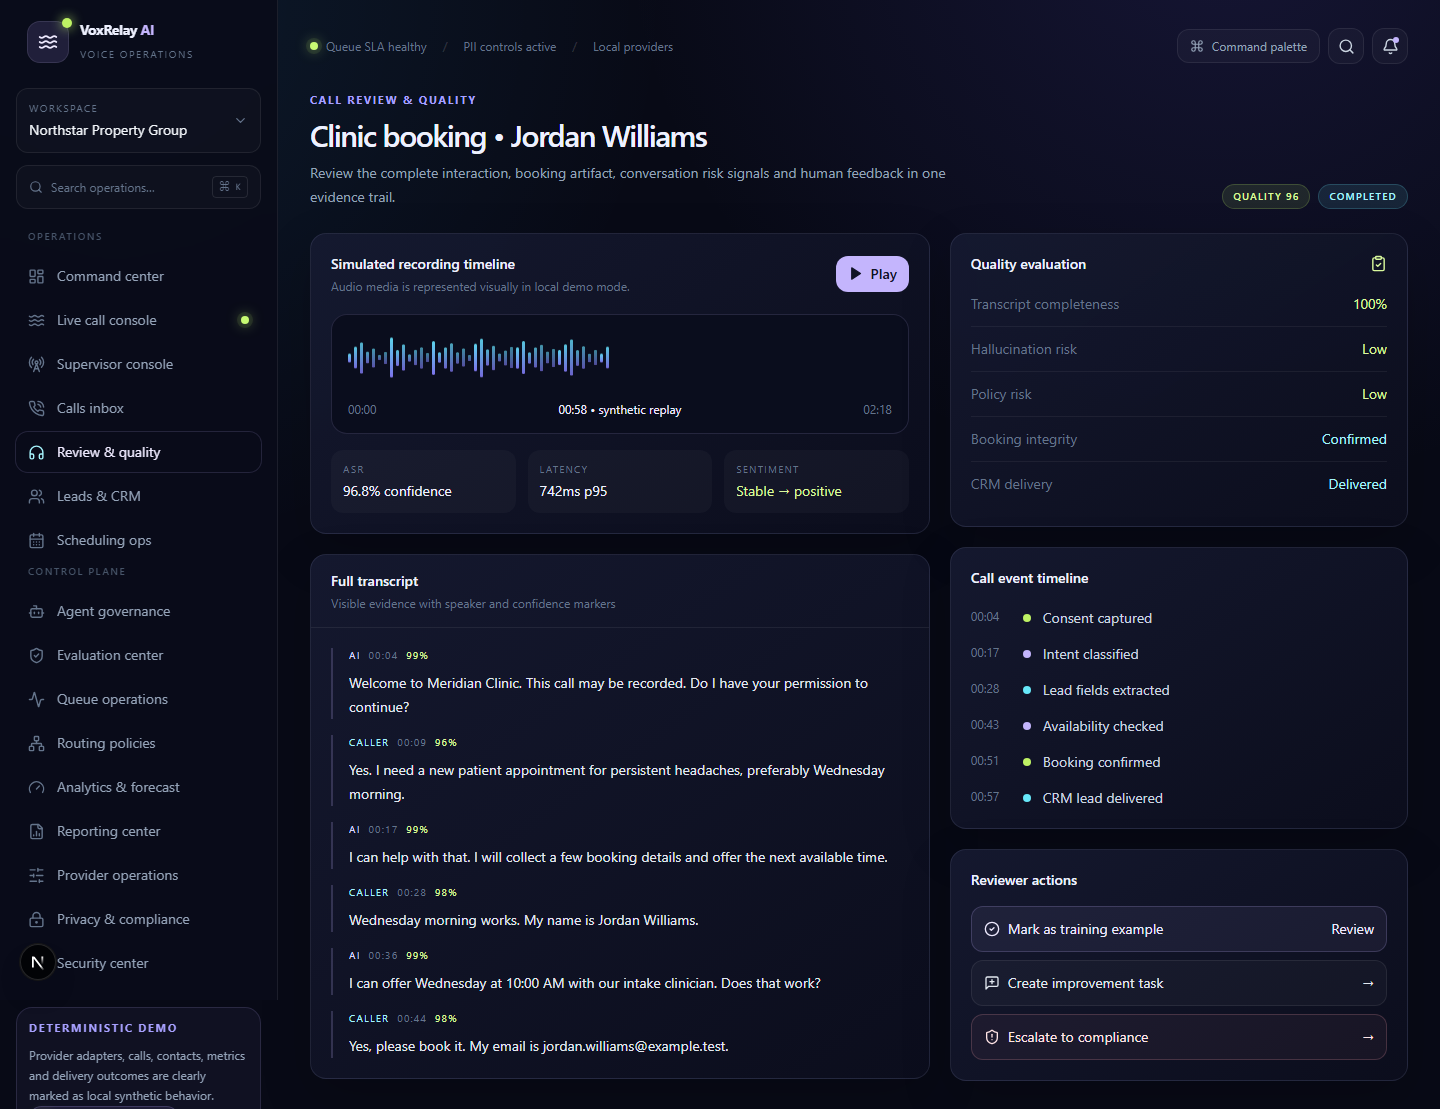 VoxRelay AI
VOICE OPERATIONS
WORKSPACE
Northstar Property Group
Search operations...
⌘ K
OPERATIONS
Command center
Live call console
Supervisor console
Calls inbox
Review & quality
Leads & CRM
Scheduling ops
CONTROL PLANE
Agent governance
Evaluation center
Queue operations
Routing policies
Analytics & forecast
Reporting center
Provider operations
Privacy & compliance
N
Security center
DETERMINISTIC DEMO
Provider adapters, calls, contacts, metrics
and delivery outcomes are clearly
marked as local synthetic behavior.
Queue SLA healthy / PII controls active / Local providers
⌘ Command palette
CALL REVIEW & QUALITY
Clinic booking • Jordan Williams
Review the complete interaction, booking artifact, conversation risk signals and human feedback in one
evidence trail.
QUALITY 96
COMPLETED
Simulated recording timeline
Audio media is represented visually in local demo mode.
Play
00:00
00:58 • synthetic replay
02:18
ASR
96.8% confidence
LATENCY
742ms p95
SENTIMENT
Stable → positive
Full transcript
Visible evidence with speaker and confidence markers
AI 00:04 99%
Welcome to Meridian Clinic. This call may be recorded. Do I have your permission to
continue?
CALLER 00:09 96%
Yes. I need a new patient appointment for persistent headaches, preferably Wednesday
morning.
AI 00:17 99%
I can help with that. I will collect a few booking details and offer the next available time.
CALLER 00:28 98%
Wednesday morning works. My name is Jordan Williams.
AI 00:36 99%
I can offer Wednesday at 10:00 AM with our intake clinician. Does that work?
CALLER 00:44 98%
Yes, please book it. My email is jordan.williams@example.test.
Quality evaluation
Transcript completeness 100%
Hallucination risk Low
Policy risk Low
Booking integrity Confirmed
CRM delivery Delivered
Call event timeline
00:04 Consent captured
00:17 Intent classified
00:28 Lead fields extracted
00:43 Availability checked
00:51 Booking confirmed
00:57 CRM lead delivered
Reviewer actions
Mark as training example Review
Create improvement task →
Escalate to compliance →